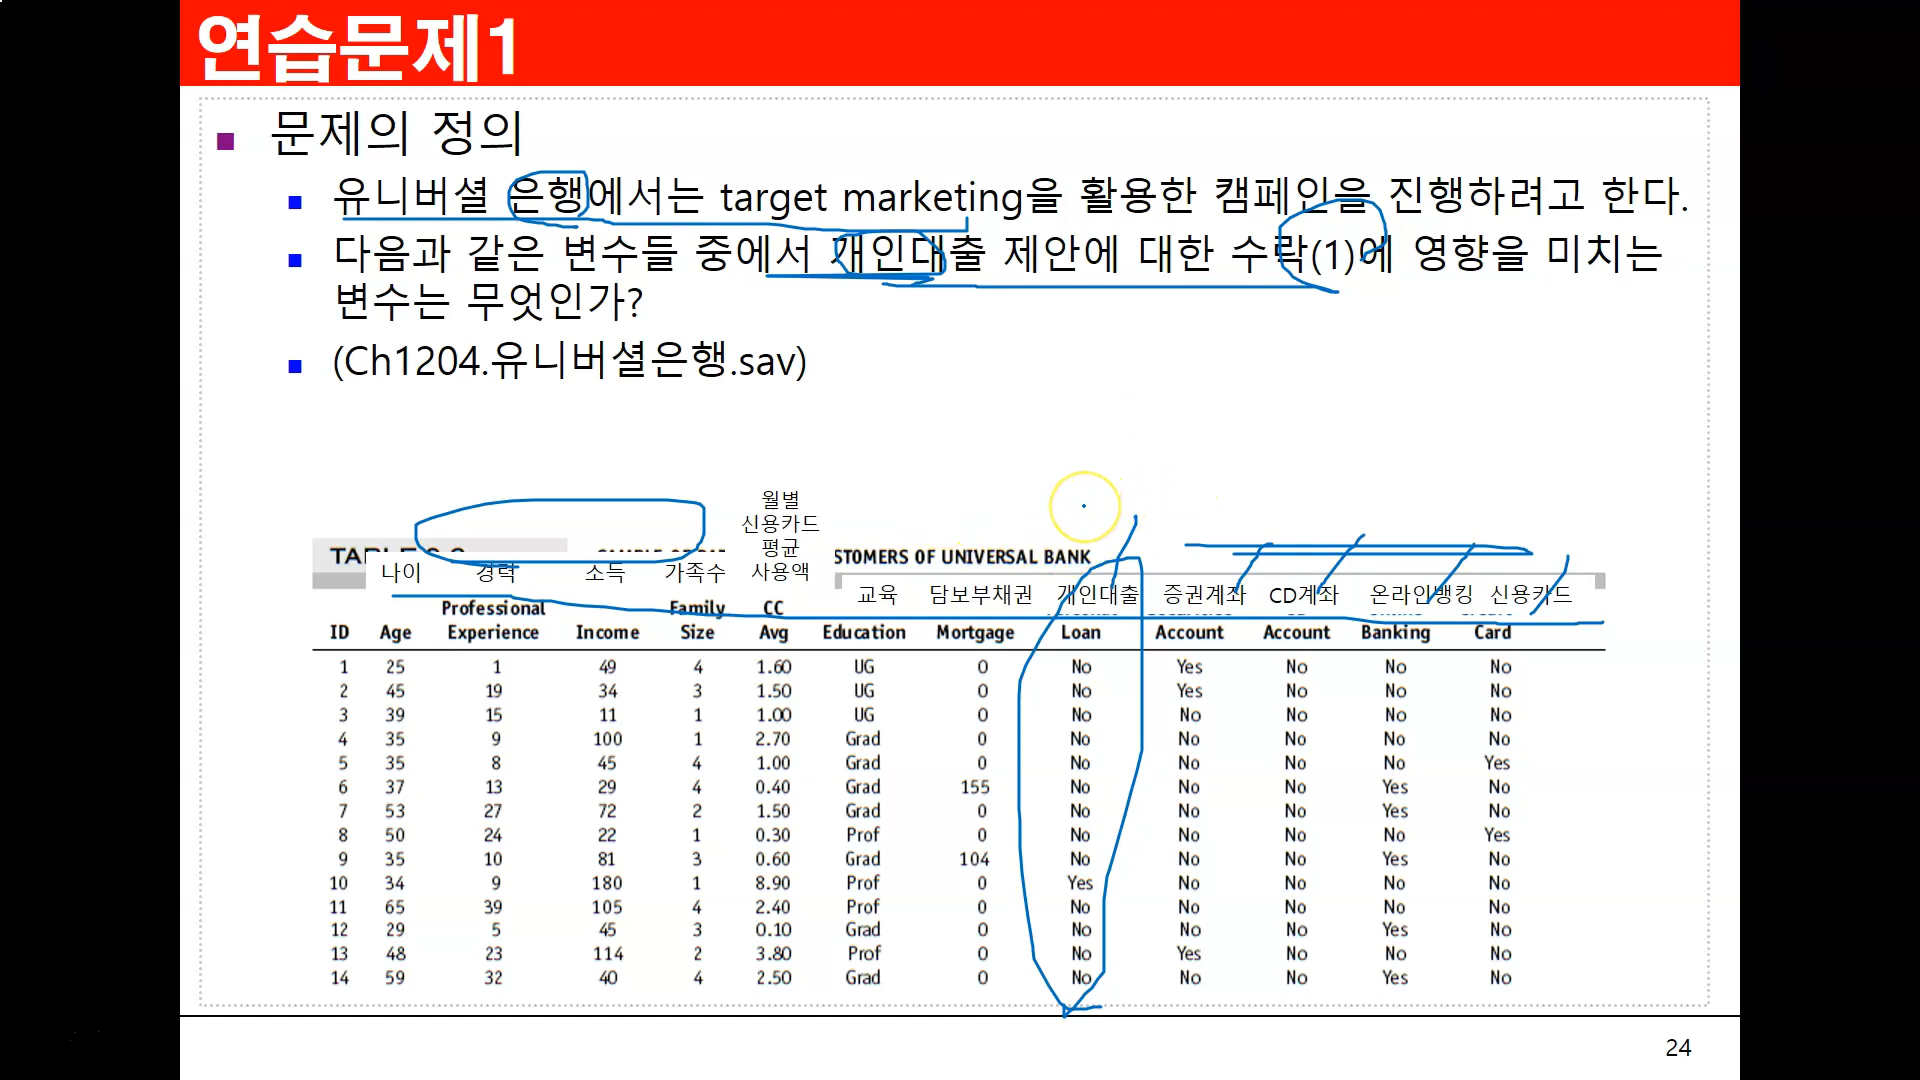 연습문제1
문제의 정의
유니버셜 은행에서는 target marketing을 활용한 캠페인을 진행하려고 한다.
다음과 같은 변수들 중에서 개인대출 제안에 대한 수락(1)에 영향을 미치는
변수는 무엇인가?
(Ch1204.유니버셜은행.sav)
월별
신용카드
평균
사용액
STOMERS OF UNIVERSAL BANK
나이 경력 소득 가족수
교육 담보부채권 개인대출 증권계좌 CD계좌 온라인뱅킹 신용카드
Professional Family CC
ID Age Experience Income Size Avg Education Mortgage Loan Account Account Banking Card
1 25 1 49 4 1.60 UG 0 No Yes No No No
2 45 19 34 3 1.50 UG 0 No Yes No No No
3 39 15 11 1 1.00 UG 0 No No No No No
4 35 9 100 1 2.70 Grad 0 No No No No No
5 35 8 45 4 1.00 Grad 0 No No No No Yes
6 37 13 29 4 0.40 Grad 155 No No No Yes No
7 53 27 72 2 1.50 Grad 0 No No No Yes No
8 50 24 22 1 0.30 Prof 0 No No No No Yes
9 35 10 81 3 0.60 Grad 104 No No No Yes No
10 34 9 180 1 8.90 Prof 0 Yes No No No No
11 65 39 105 4 2.40 Prof 0 No No No No No
12 29 5 45 3 0.10 Grad 0 No No No Yes No
13 48 23 114 2 3.80 Prof 0 No Yes No No No
14 59 32 40 4 2.50 Grad 0 No No No Yes No
24